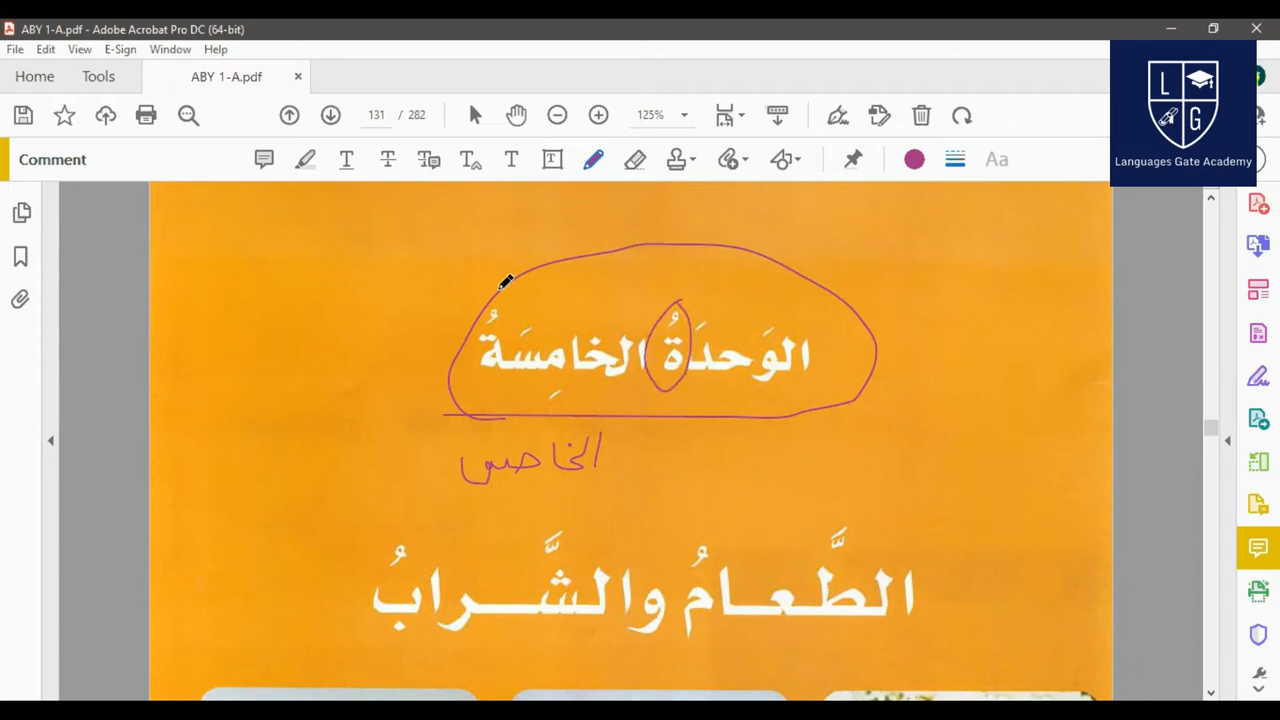 ABY 1-A.pdf - Adobe Acrobat Pro DC (64-bit)
File Edit View E-Sign Window Help
Home Tools ABY 1-A.pdf ×
131 / 282 125%
Comment
L G
Languages Gate Academy
الوَحدَةُ الخامِسَةُ
الخامس
الطَّعامُ والشَّرابُ